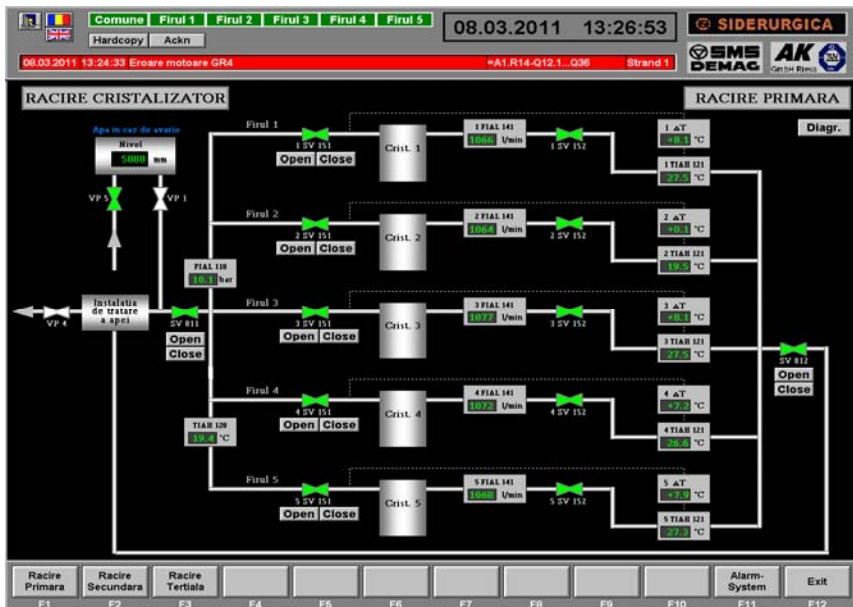 Comune Firul 1 Firul 2 Firul 3 Firul 4 Firul 5
Hardcopy Ackn
08.03.2011 13:26:53
SIDERURGICA
SMS DEMAG
AK GmbH Riesa
08.03.2011 13:24:33 Eroare motoare GR4 =A1.R14-Q12.1...Q36 Strand 1
RACIRE CRISTALIZATOR
RACIRE PRIMARA
Diagr.
Apa in caz de avarie
Nivel
5000 mm
VP 5
VP 1
PIAL 110
10.1 bar
Instalatia de tratare a apei
VP 4
SV 011
Open
Close
TIAH 120
19.4 °C
Firul 1
1 SV 151
Open Close
Crist. 1
1 FIAL 141
1066 l/min
1 SV 152
1 ΔT
°C
1 TIAH 121
27.5 °C
Firul 2
2 SV 151
Open Close
Crist. 2
2 FIAL 141
1064 l/min
2 SV 152
2 ΔT
+0.1 °C
2 TIAH 121
19.5 °C
Firul 3
3 SV 151
Open Close
Crist. 3
3 FIAL 141
1077 l/min
3 SV 152
3 ΔT
°C
3 TIAH 121
27.5 °C
Firul 4
4 SV 151
Open Close
Crist. 4
4 FIAL 141
1072 l/min
4 SV 152
4 ΔT
+7.2 °C
4 TIAH 121
26.6 °C
Firul 5
5 SV 151
Open Close
Crist. 5
5 FIAL 141
l/min
5 SV 152
5 ΔT
+7.9 °C
5 TIAH 121
27.3 °C
SV 012
Open
Close
Racire Primara
Racire Secundara
Racire Tertiala
Alarm-System
Exit
F1 F2 F3 F4 F5 F6 F7 F8 F9 F10 F11 F12